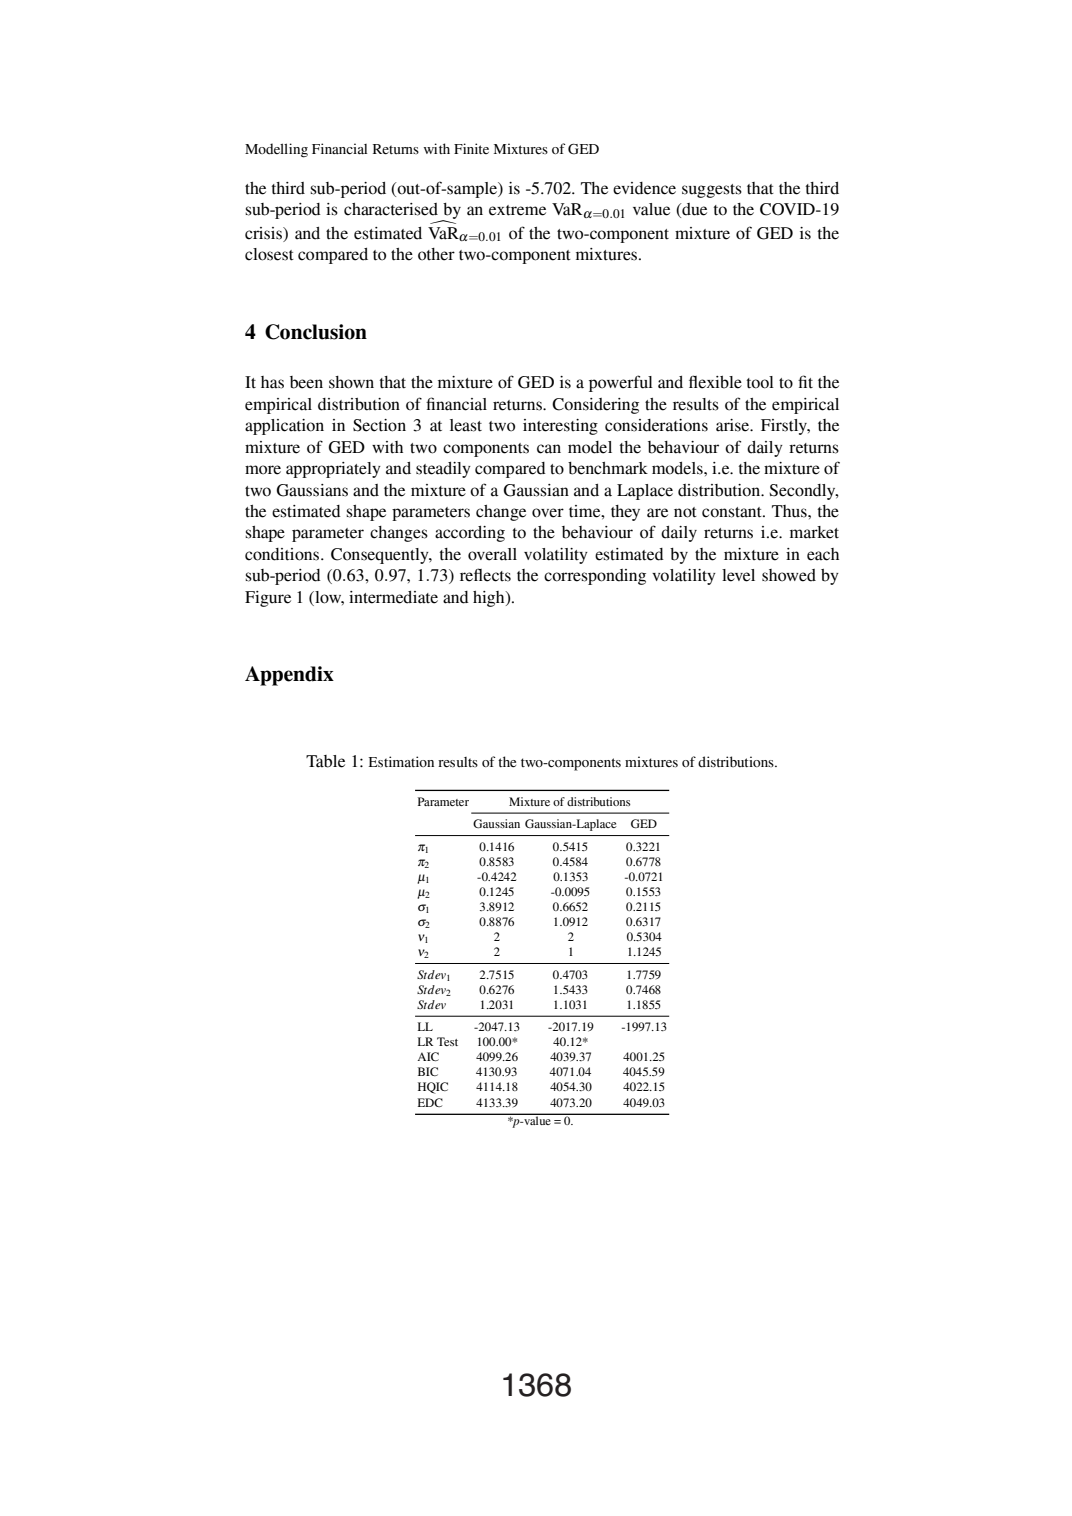 Modelling Financial Returns with Finite Mixtures of GED
the third sub-period (out-of-sample) is -5.702. The evidence suggests that the third
sub-period is characterised by an extreme VaRα=0.01 value (due to the COVID-19
crisis) and the estimated V͡aRα=0.01 of the two-component mixture of GED is the
closest compared to the other two-component mixtures.
4 Conclusion
It has been shown that the mixture of GED is a powerful and flexible tool to fit the
empirical distribution of financial returns. Considering the results of the empirical
application in Section 3 at least two interesting considerations arise. Firstly, the
mixture of GED with two components can model the behaviour of daily returns
more appropriately and steadily compared to benchmark models, i.e. the mixture of
two Gaussians and the mixture of a Gaussian and a Laplace distribution. Secondly,
the estimated shape parameters change over time, they are not constant. Thus, the
shape parameter changes according to the behaviour of daily returns i.e. market
conditions. Consequently, the overall volatility estimated by the mixture in each
sub-period (0.63, 0.97, 1.73) reflects the corresponding volatility level showed by
Figure 1 (low, intermediate and high).
Appendix
Table 1: Estimation results of the two-components mixtures of distributions.
Parameter Mixture of distributions
Gaussian Gaussian-Laplace GED
π1 0.1416 0.5415 0.3221
π2 0.8583 0.4584 0.6778
μ1 -0.4242 0.1353 -0.0721
μ2 0.1245 -0.0095 0.1553
σ1 3.8912 0.6652 0.2115
σ2 0.8876 1.0912 0.6317
ν1 2 2 0.5304
ν2 2 1 1.1245
Stdev1 2.7515 0.4703 1.7759
Stdev2 0.6276 1.5433 0.7468
Stdev 1.2031 1.1031 1.1855
LL -2047.13 -2017.19 -1997.13
LR Test 100.00* 40.12*
AIC 4099.26 4039.37 4001.25
BIC 4130.93 4071.04 4045.59
HQIC 4114.18 4054.30 4022.15
EDC 4133.39 4073.20 4049.03
*p-value = 0.
1368